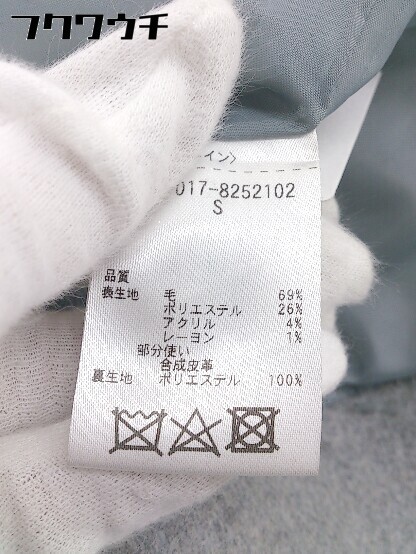 フクワウチ
イン〉
017-8252102
S
品質
表生地 毛 69%
ポリエステル 26%
アクリル 4%
レーヨン 1%
部分使い
合成皮革
裏生地 ポリエステル 100%